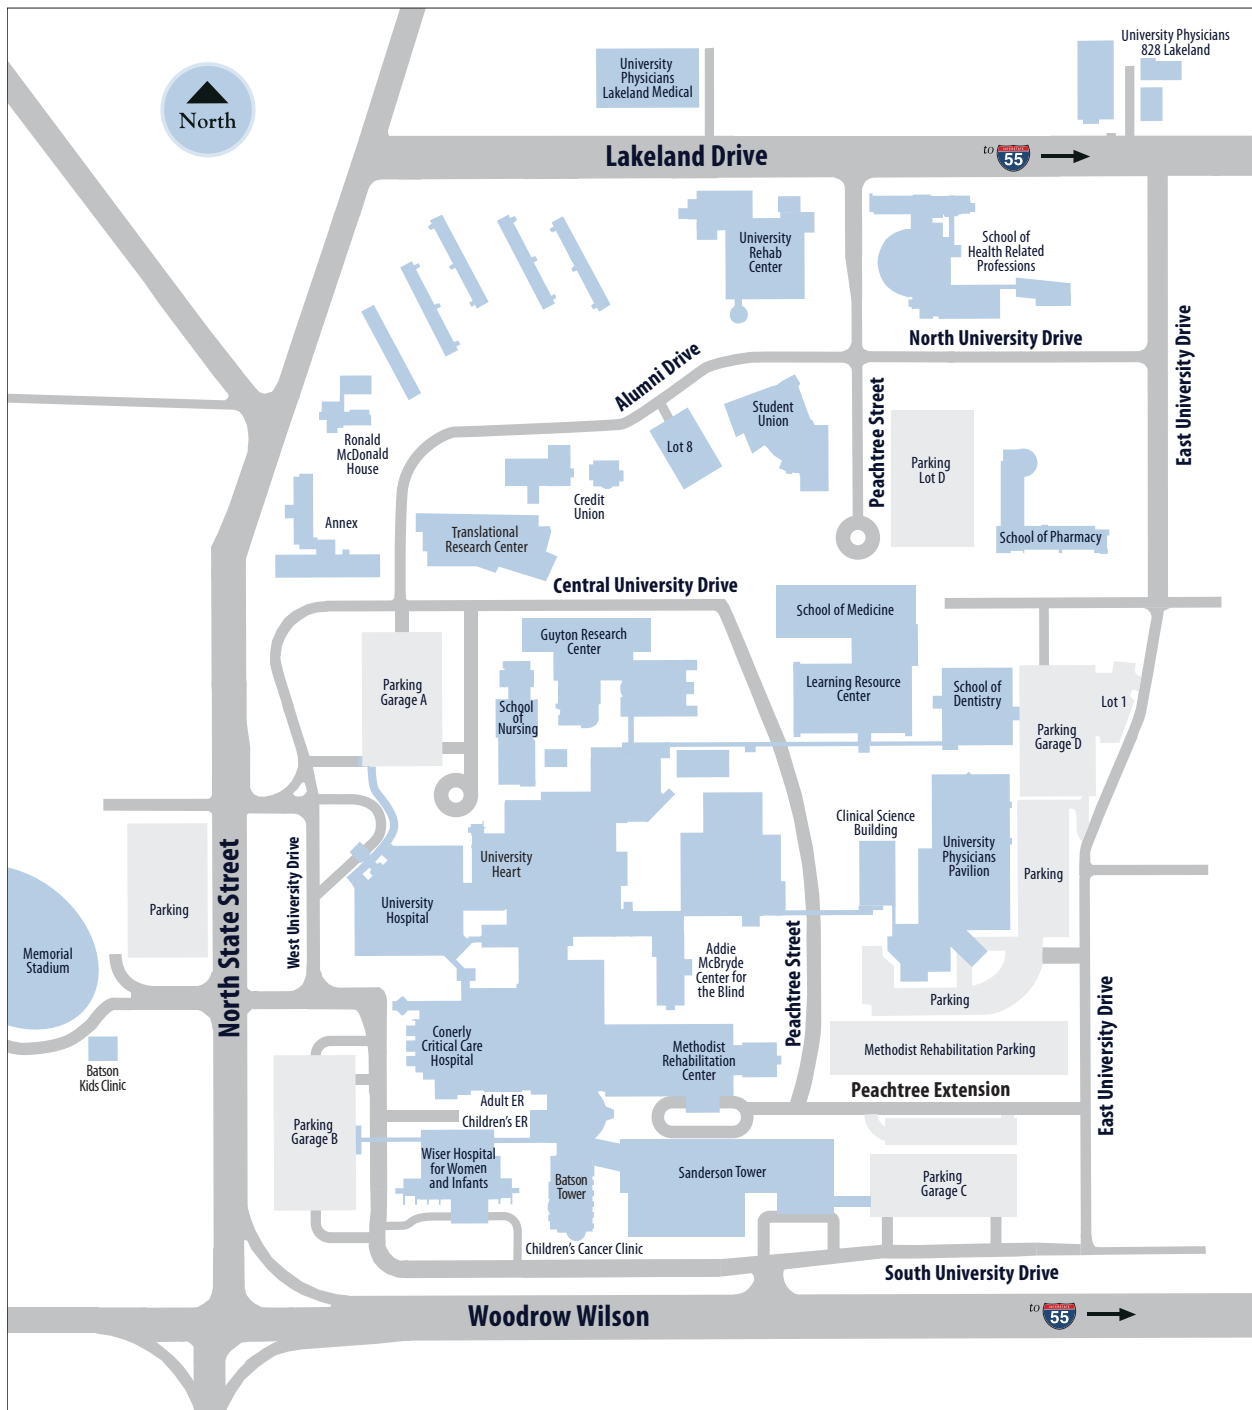 University Physicians
828 Lakeland
University
Physicians
Lakeland Medical
North
Lakeland Drive
to
INTERSTATE
55
University
Rehab
Center
School of
Health Related
Professions
North University Drive
East University Drive
Alumni Drive
Peachtree Street
Student
Union
Lot 8
Parking
Lot D
Ronald
McDonald
House
Credit
Union
Annex
Translational
Research Center
School of Pharmacy
Central University Drive
School of Medicine
Guyton Research
Center
Parking
Garage A
School
of
Nursing
Learning Resource
Center
School of
Dentistry
Lot 1
Parking
Garage D
Clinical Science
Building
University
Physicians
Pavilion
Parking
University
Heart
University
Hospital
West University Drive
North State Street
Parking
Memorial
Stadium
Addie
McBryde
Center for
the Blind
Peachtree Street
Parking
East University Drive
Batson
Kids Clinic
Conerly
Critical Care
Hospital
Methodist
Rehabilitation
Center
Methodist Rehabilitation Parking
Peachtree Extension
Adult ER
Children's ER
Parking
Garage B
Wiser Hospital
for Women
and Infants
Batson
Tower
Sanderson Tower
Parking
Garage C
Children's Cancer Clinic
South University Drive
Woodrow Wilson
to
INTERSTATE
55